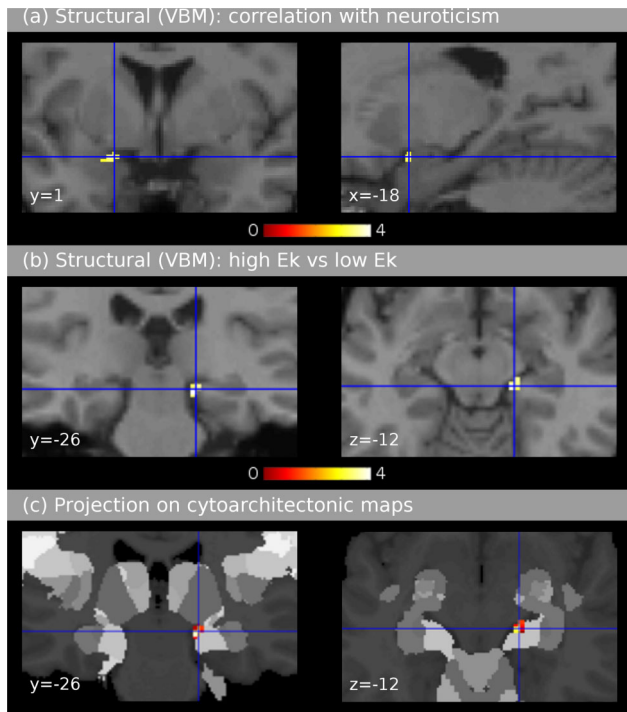 (a) Structural (VBM): correlation with neuroticism
y=1 x=-18
0 4
(b) Structural (VBM): high Ek vs low Ek
y=-26 z=-12
0 4
(c) Projection on cytoarchitectonic maps
y=-26 z=-12